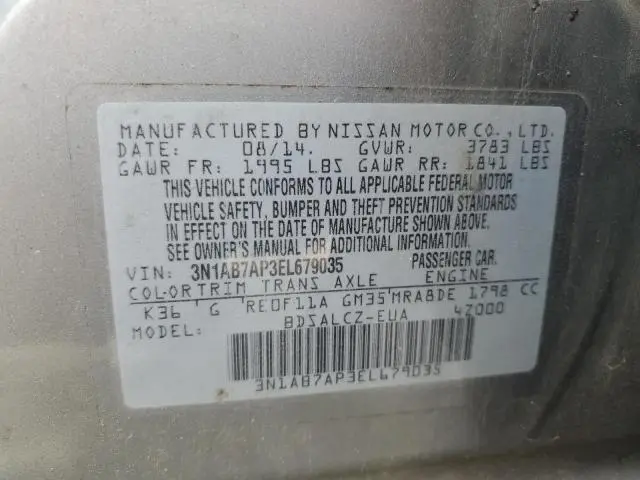 MANUFACTURED BY NISSAN MOTOR CO., LTD.
DATE: 08/14. GVWR: 3783 LBS
GAWR FR: 1995 LBS GAWR RR: 1841 LBS
THIS VEHICLE CONFORMS TO ALL APPLICABLE FEDERAL MOTOR
VEHICLE SAFETY, BUMPER AND THEFT PREVENTION STANDARDS
IN EFFECT ON THE DATE OF MANUFACTURE SHOWN ABOVE.
SEE OWNER'S MANUAL FOR ADDITIONAL INFORMATION.
VIN: 3N1AB7AP3EL679035 PASSENGER CAR.
COLOR TRIM TRANS AXLE ENGINE
K36 G RE0F11A GM35 MRA8DE 1798 CC
MODEL: BDSALCZ-EUA 4Z000
3N1AB7AP3EL679035